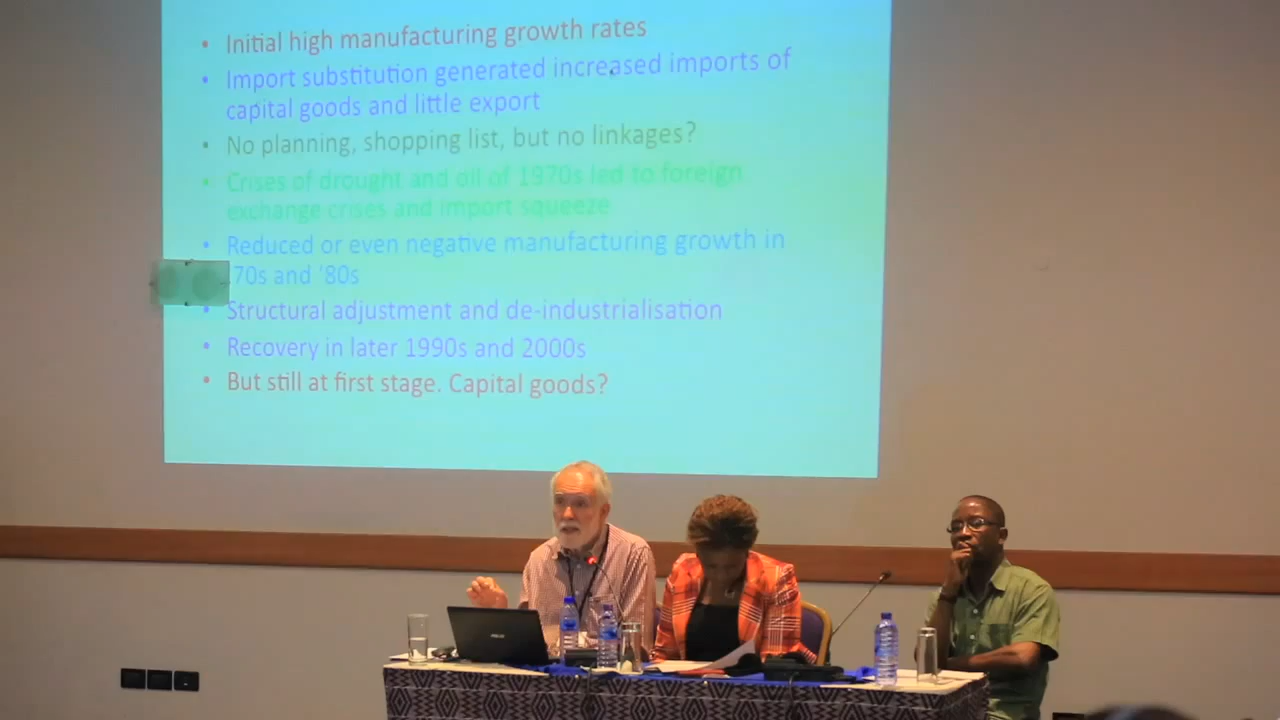 • Initial high manufacturing growth rates
• Import substitution generated increased imports of
capital goods and little export
• No planning, shopping list, but no linkages?
• Crises of drought and oil of 1970s led to foreign
exchange crises and import squeeze
• Reduced or even negative manufacturing growth in
70s and '80s
• Structural adjustment and de-industrialisation
• Recovery in later 1990s and 2000s
• But still at first stage. Capital goods?
ASUS